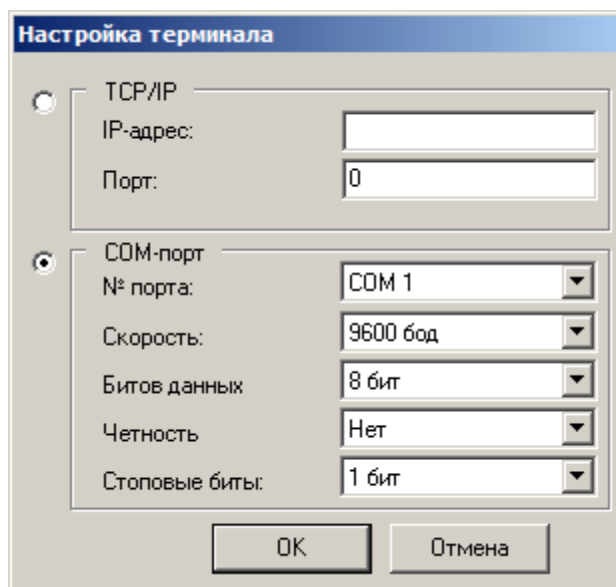 Настройка терминала
TCP/IP
IP-адрес:
Порт: 0
COM-порт
№ порта: COM 1
Скорость: 9600 бод
Битов данных 8 бит
Четность Нет
Стоповые биты: 1 бит
OK Отмена